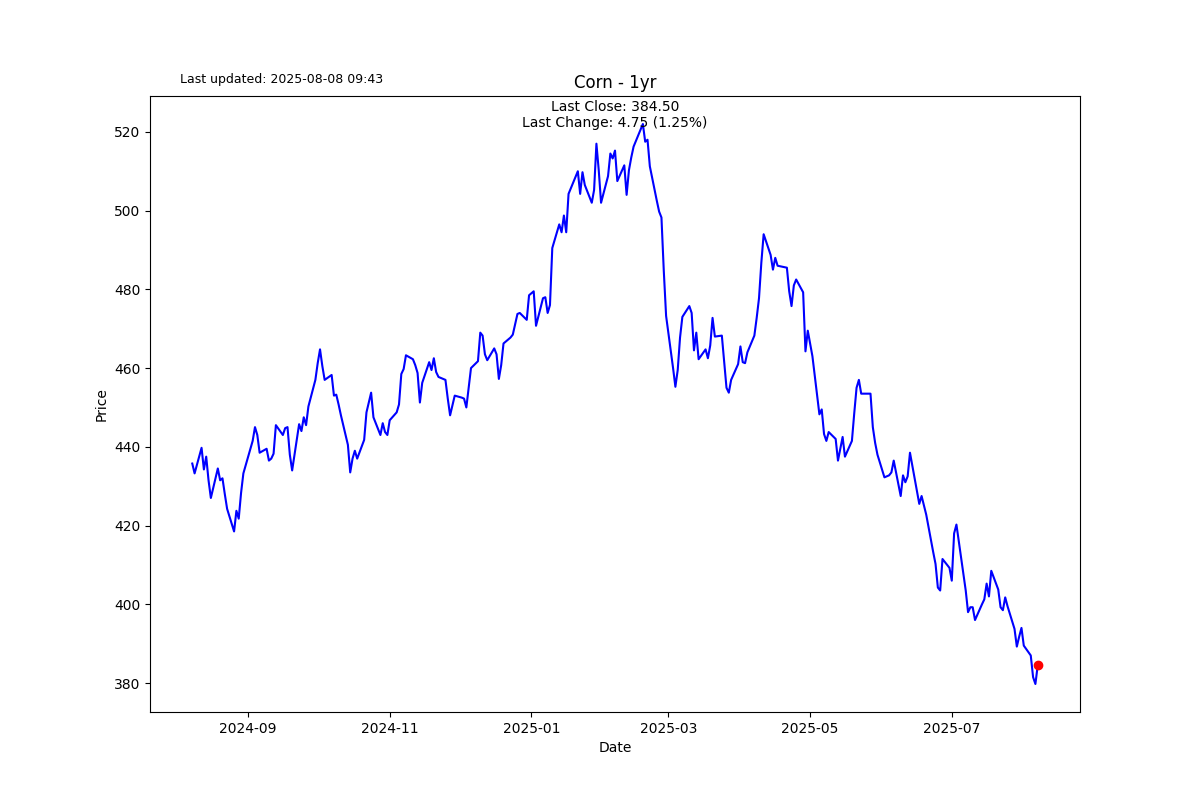 Last updated: 2025-08-08 09:43
Corn - 1yr
Last Close: 384.50
Last Change: 4.75 (1.25%)
Price
520
500
480
460
440
420
400
380
2024-09 2024-11 2025-01 2025-03 2025-05 2025-07
Date